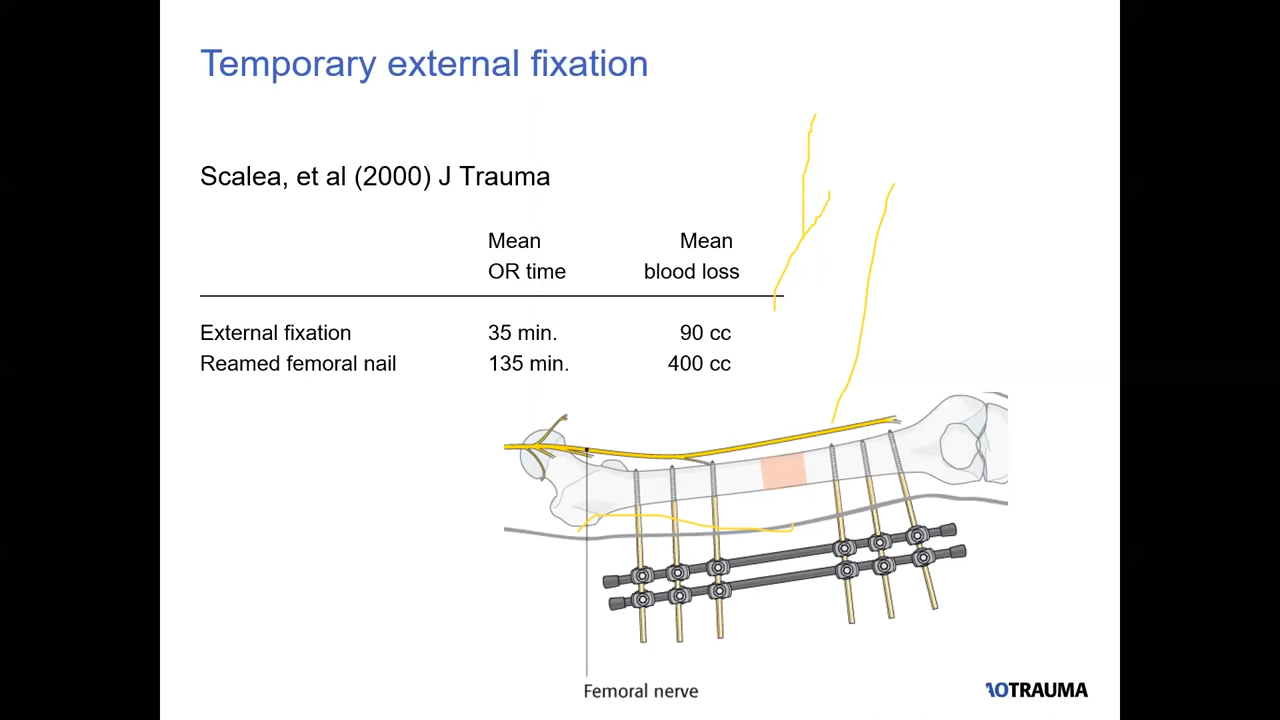 Temporary external fixation
Scalea, et al (2000) J Trauma
Mean Mean
OR time blood loss
External fixation 35 min. 90 cc
Reamed femoral nail 135 min. 400 cc
Femoral nerve
AOTRAUMA